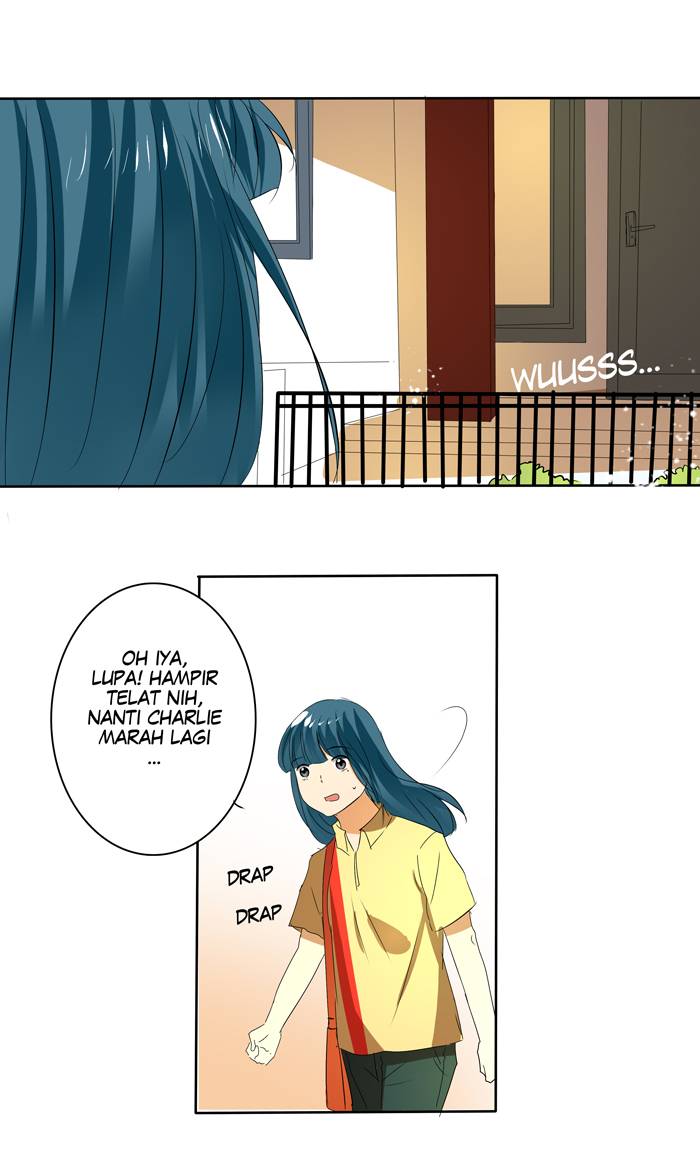 WUUSSS...
OH IYA,
LUPA! HAMPIR
TELAT NIH,
NANTI CHARLIE
MARAH LAGI
...
DRAP
DRAP